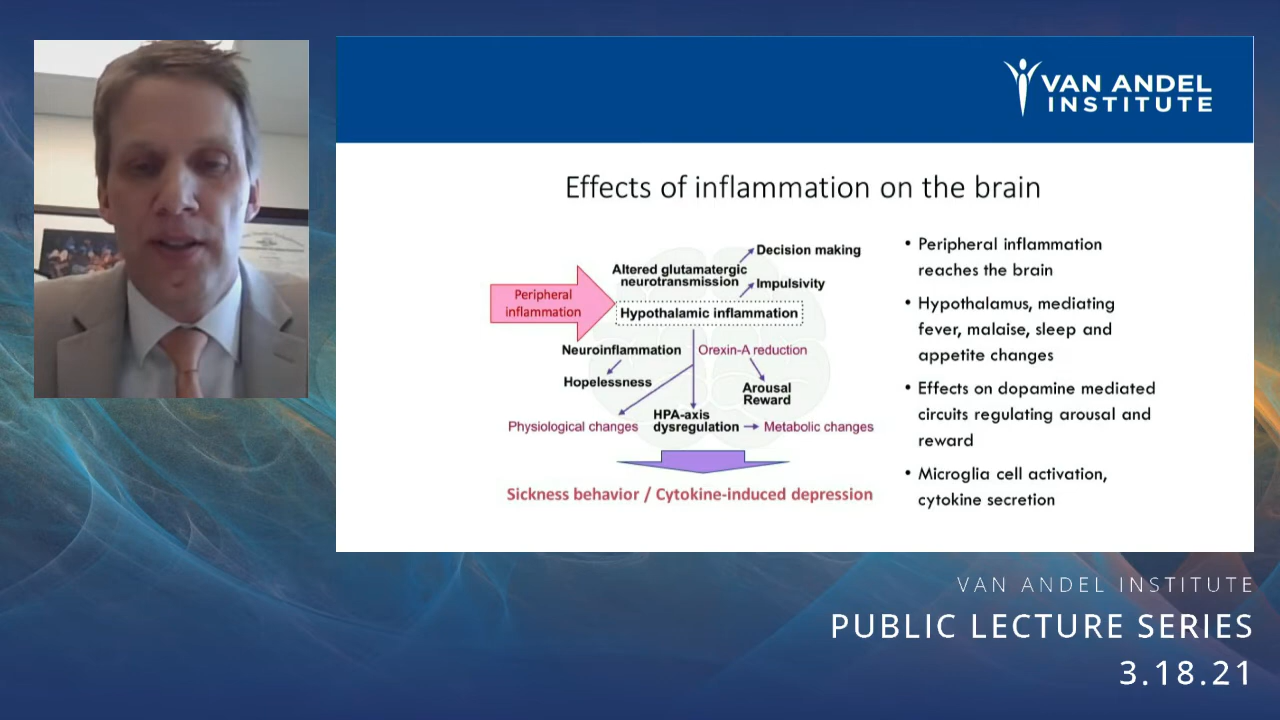 VAN ANDEL
INSTITUTE
Effects of inflammation on the brain
Peripheral
inflammation
Altered glutamatergic
neurotransmission
Decision making
Impulsivity
Hypothalamic inflammation
Neuroinflammation
Orexin-A reduction
Hopelessness
Arousal
Reward
Physiological changes
HPA-axis
dysregulation
Metabolic changes
Sickness behavior / Cytokine-induced depression
• Peripheral inflammation
reaches the brain
• Hypothalamus, mediating
fever, malaise, sleep and
appetite changes
• Effects on dopamine mediated
circuits regulating arousal and
reward
• Microglia cell activation,
cytokine secretion
VAN ANDEL INSTITUTE
PUBLIC LECTURE SERIES
3.18.21